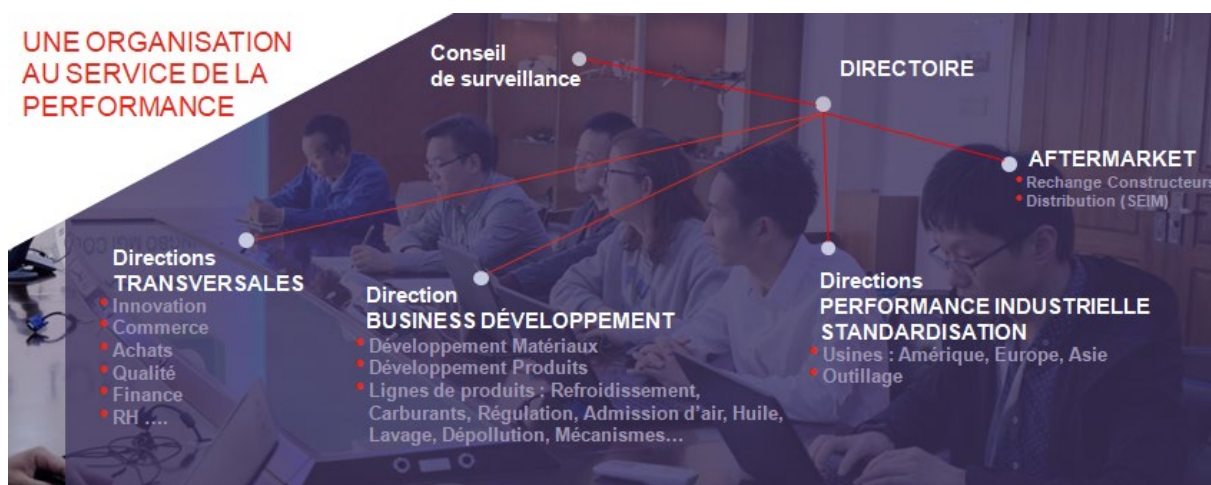 UNE ORGANISATION
AU SERVICE DE LA
PERFORMANCE
Conseil
de surveillance
DIRECTOIRE
AFTERMARKET
• Rechange Constructeurs
• Distribution (SEIM)
Directions
TRANSVERSALES
• Innovation
• Commerce
• Achats
• Qualité
• Finance
• RH ....
Direction
BUSINESS DÉVELOPPEMENT
• Développement Matériaux
• Développement Produits
• Lignes de produits : Refroidissement,
Carburants, Régulation, Admission d'air, Huile,
Lavage, Dépollution, Mécanismes...
Directions
PERFORMANCE INDUSTRIELLE
STANDARDISATION
• Usines : Amérique, Europe, Asie
• Outillage